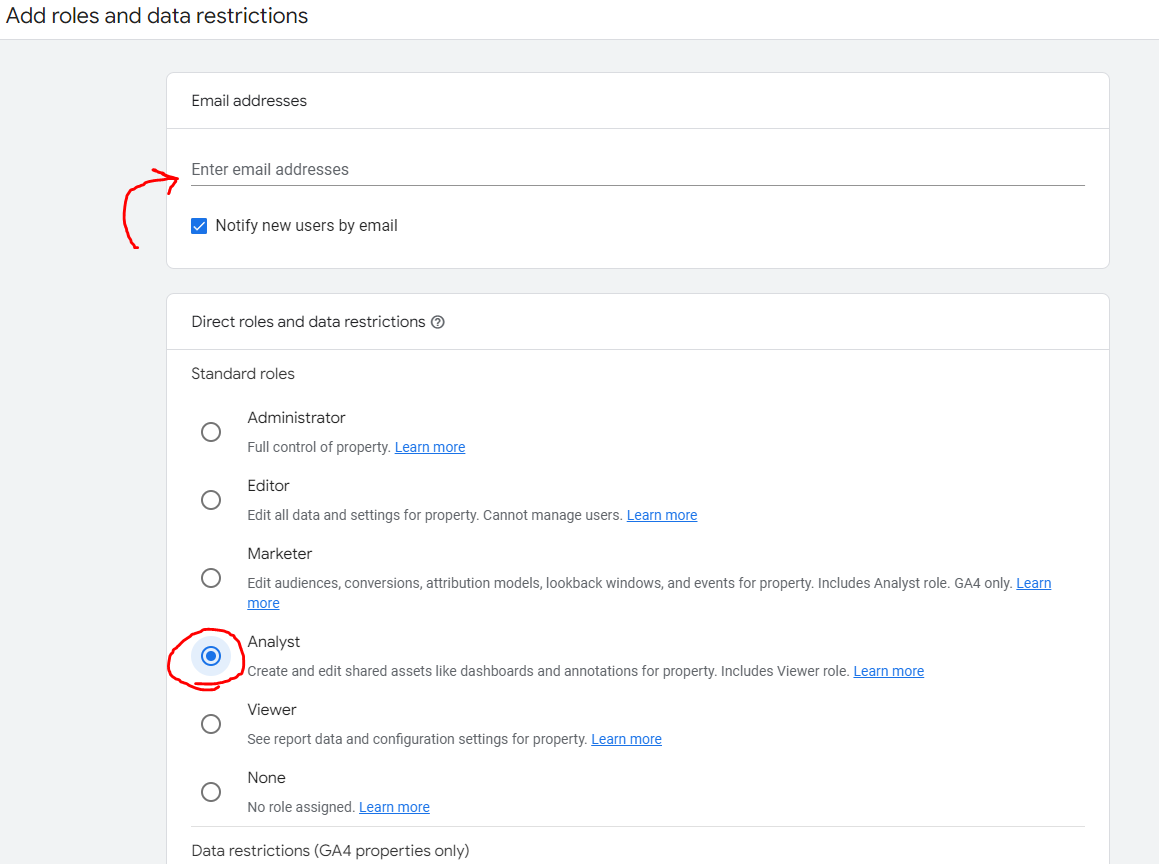 Add roles and data restrictions
Email addresses
Enter email addresses
Notify new users by email
Direct roles and data restrictions
Standard roles
Administrator
Full control of property. Learn more
Editor
Edit all data and settings for property. Cannot manage users. Learn more
Marketer
Edit audiences, conversions, attribution models, lookback windows, and events for property. Includes Analyst role. GA4 only. Learn
more
Analyst
Create and edit shared assets like dashboards and annotations for property. Includes Viewer role. Learn more
Viewer
See report data and configuration settings for property. Learn more
None
No role assigned. Learn more
Data restrictions (GA4 properties only)